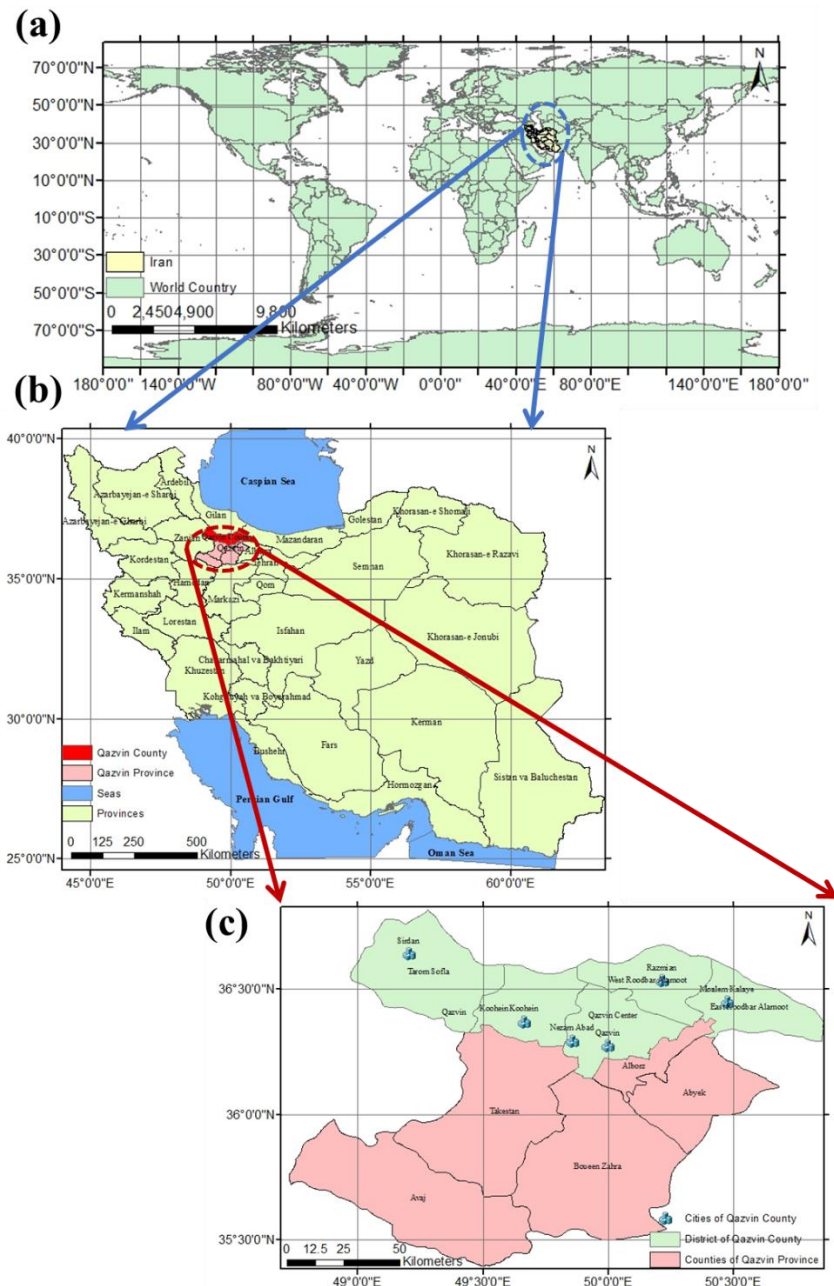 (a)
N
70°0'0"N
50°0'0"N
30°0'0"N
10°0'0"N
10°0'0"S
30°0'0"S
50°0'0"S
70°0'0"S
Iran
World Country
0 2,450 4,900 9,800
Kilometers
180°0'0" 140°0'0"W 80°0'0"W 40°0'0"W 0°0'0" 40°0'0"E 80°0'0"E 140°0'0"E 180°0'0"
(b)
N
40°0'0"N
35°0'0"N
30°0'0"N
25°0'0"N
Caspian Sea
Ardebil
Azarbayejan-e Sharqi
Azarbayejan-e Gharbi
Gilan
Golestan
Khorasan-e Shomali
Mazandaran
Zanjan
Khorasan-e Razavi
Semnan
Kordestan
Hamedan
Qom
Kermanshah
Markazi
Lorestan
Ilam
Isfahan
Khorasan-e Jonubi
Chaharmahal va Bakhtiyari
Yazd
Khuzestan
Kohgiluyah va Boyerahmad
Kerman
Fars
Bushehr
Hormozgan
Sistan va Baluchestan
Persian Gulf
Oman Sea
Qazvin County
Qazvin Province
Seas
Provinces
0 125 250 500
Kilometers
45°0'0"E 50°0'0"E 55°0'0"E 60°0'0"E
(c)
N
36°30'0"N
36°0'0"N
35°30'0"N
Sirdan
Tarom Sofla
Razmian
West Roodbar Alamoot
Moalem Kalaye
East Roodbar Alamoot
Qazvin
Koohein Koohein
Qazvin Center
Nezam Abad
Qazvin
Alborz
Abyek
Takestan
Boueen Zahra
Avaj
Cities of Qazvin County
District of Qazvin County
Counties of Qazvin Province
0 12.5 25 50
Kilometers
49°0'0"E 49°30'0"E 50°0'0"E 50°30'0"E